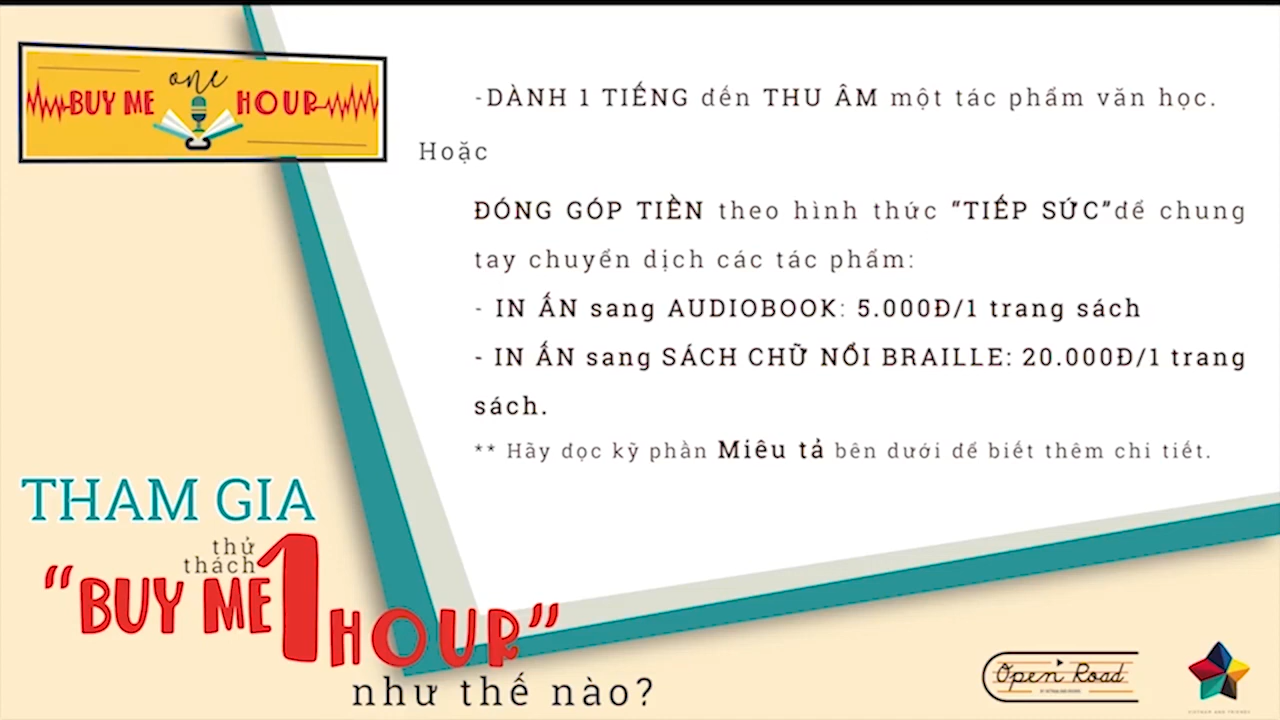 BUY ME one HOUR
-DÀNH 1 TIẾNG đến THU ÂM một tác phẩm văn học.
Hoặc
ĐÓNG GÓP TIỀN theo hình thức “TIẾP SỨC”để chung
tay chuyển dịch các tác phẩm:
- IN ẤN sang AUDIOBOOK: 5.000Đ/1 trang sách
- IN ẤN sang SÁCH CHỮ NỔI BRAILLE: 20.000Đ/1 trang
sách.
** Hãy đọc kỹ phần Miêu tả bên dưới để biết thêm chi tiết.
THAM GIA
thử
thách
“BUY ME 1 HOUR”
như thế nào?
Open Road
VIETNAM AND FRIENDS